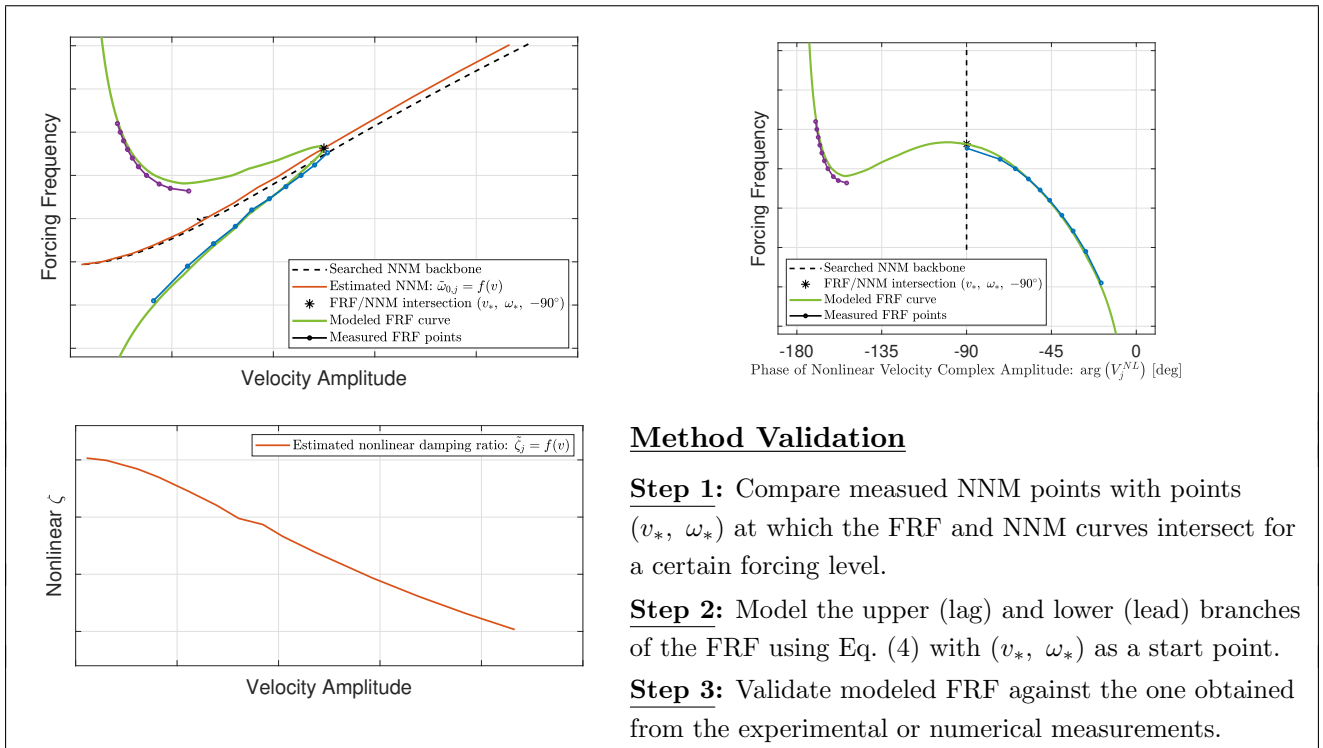 Forcing Frequency
Searched NNM backbone
Estimated NNM: ω̃₀,ⱼ = f(v)
FRF/NNM intersection (v*, ω*, −90°)
Modeled FRF curve
Measured FRF points
Velocity Amplitude
Forcing Frequency
Searched NNM backbone
FRF/NNM intersection (v*, ω*, −90°)
Modeled FRF curve
Measured FRF points
-180 -135 -90 -45 0
Phase of Nonlinear Velocity Complex Amplitude: arg (Vⱼᴺᴸ) [deg]
Nonlinear ζ
Estimated nonlinear damping ratio: ζ̃ⱼ = f(v)
Velocity Amplitude
Method Validation
Step 1: Compare measued NNM points with points
(v*, ω*) at which the FRF and NNM curves intersect for
a certain forcing level.
Step 2: Model the upper (lag) and lower (lead) branches
of the FRF using Eq. (4) with (v*, ω*) as a start point.
Step 3: Validate modeled FRF against the one obtained
from the experimental or numerical measurements.